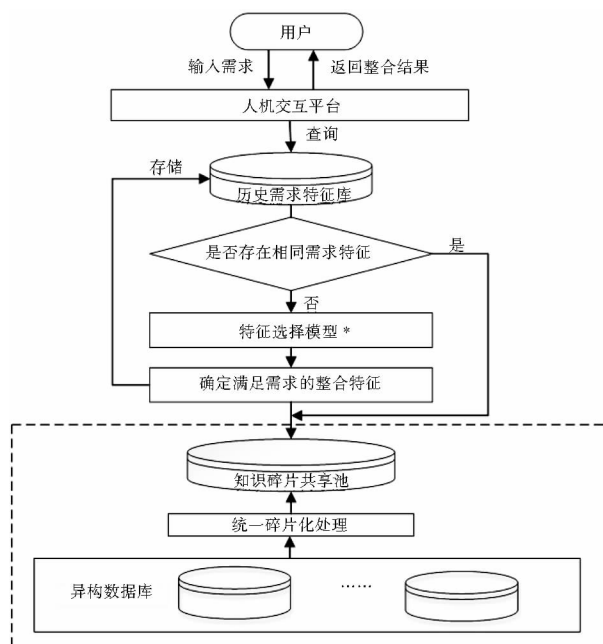 用户
输入需求
返回整合结果
人机交互平台
查询
存储
历史需求特征库
是否存在相同需求特征
是
否
特征选择模型*
确定满足需求的整合特征
知识碎片共享池
统一碎片化处理
异构数据库
……